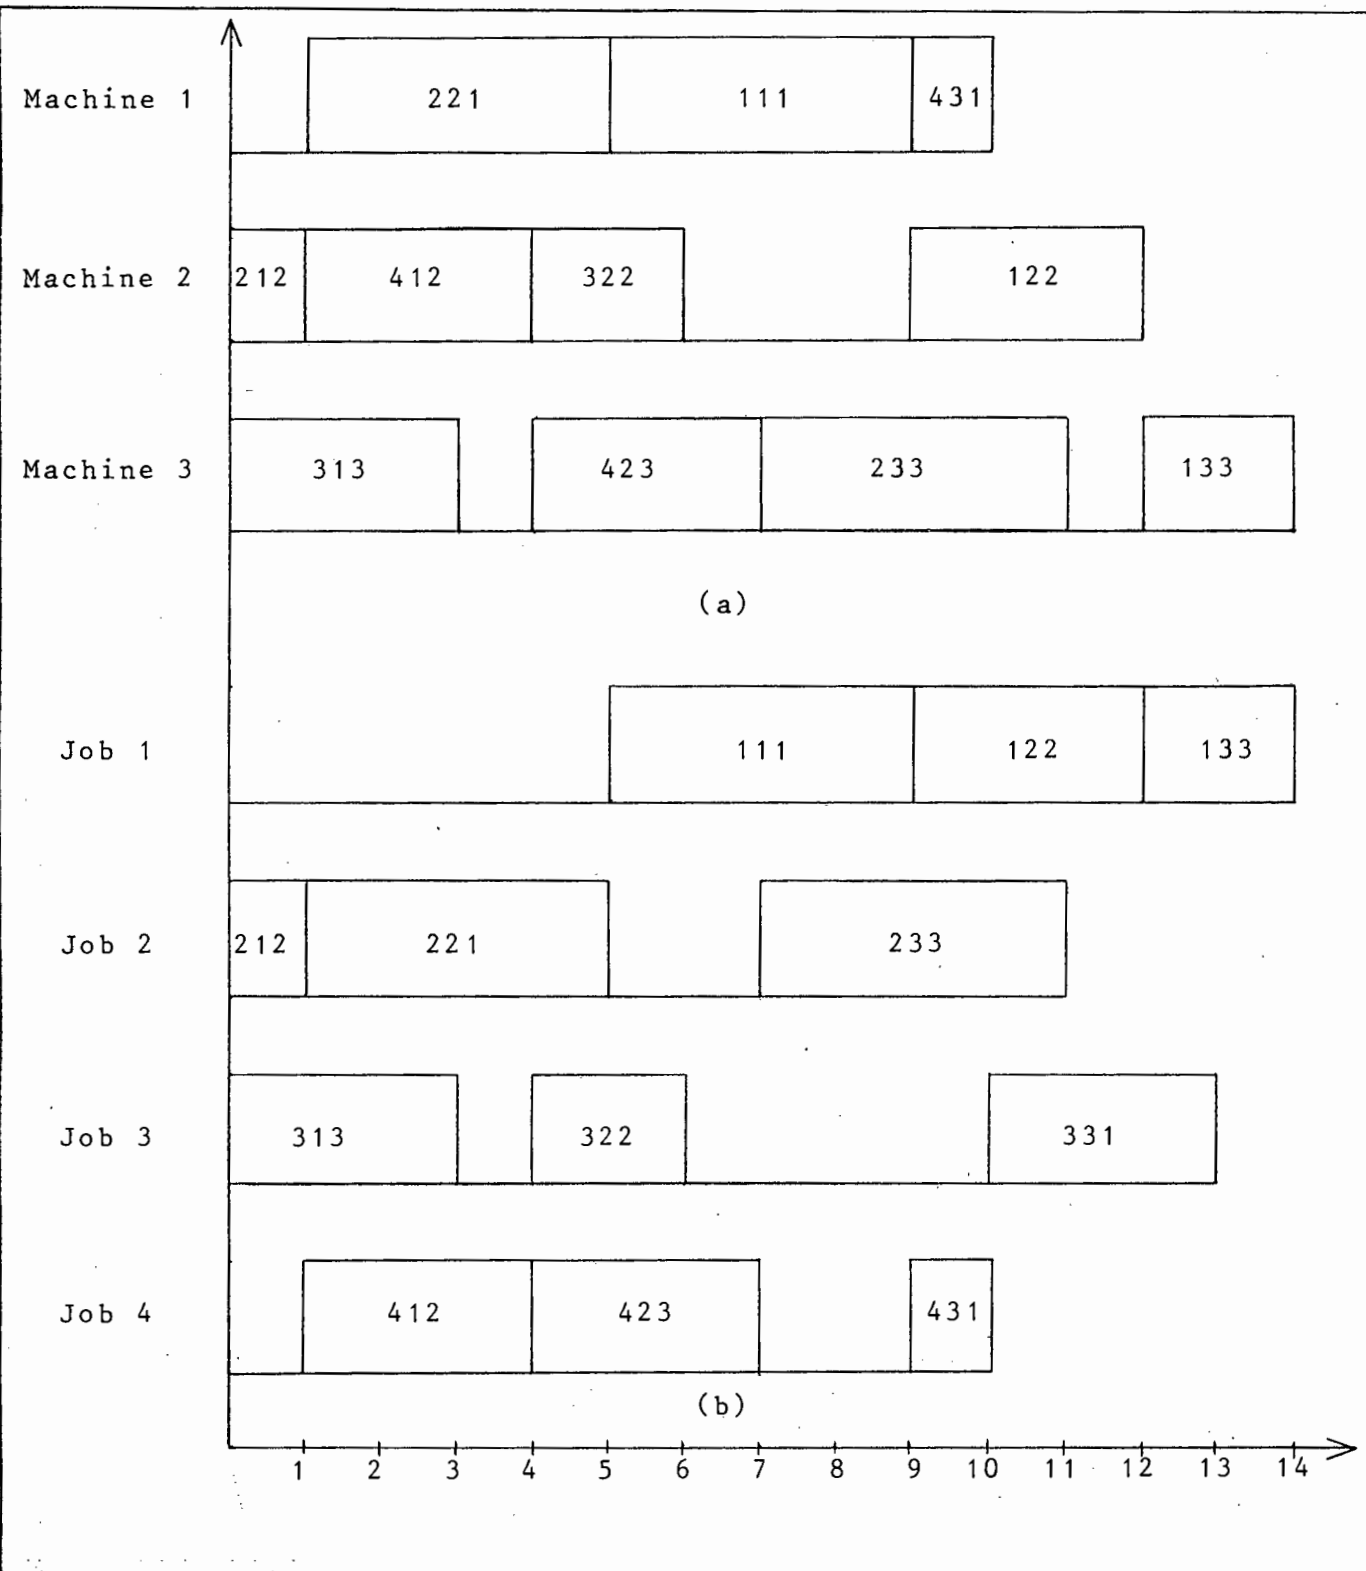 Machine 1 221 111 431
Machine 2 212 412 322 122
Machine 3 313 423 233 133
(a)
Job 1 111 122 133
Job 2 212 221 233
Job 3 313 322 331
Job 4 412 423 431
(b)
1 2 3 4 5 6 7 8 9 10 11 12 13 14